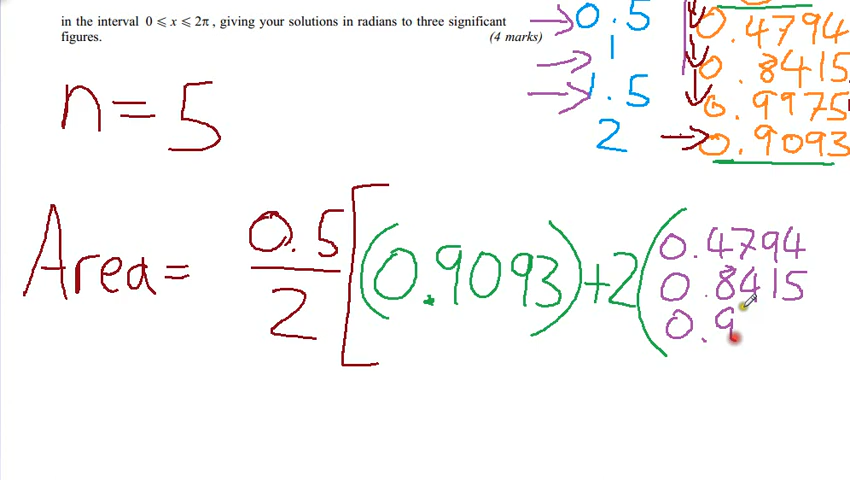 in the interval 0 ⩽ x ⩽ 2π, giving your solutions in radians to three significant
figures. (4 marks)
0.5 0.4794
1 0.8415
1.5 0.9975
2 0.9093
n=5
Area= 0.5/2 [(0.9093)+2(0.4794
0.8415
0.9